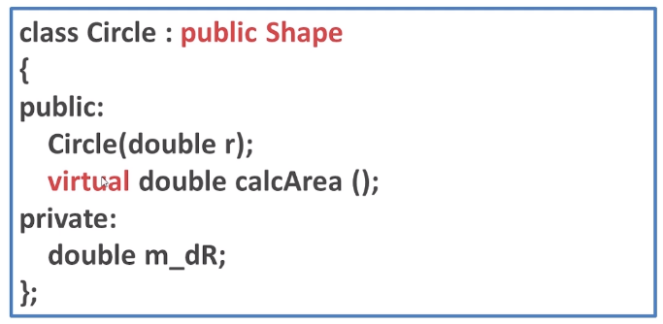 class Circle : public Shape
{
public:
Circle(double r);
virtual double calcArea ();
private:
double m_dR;
};